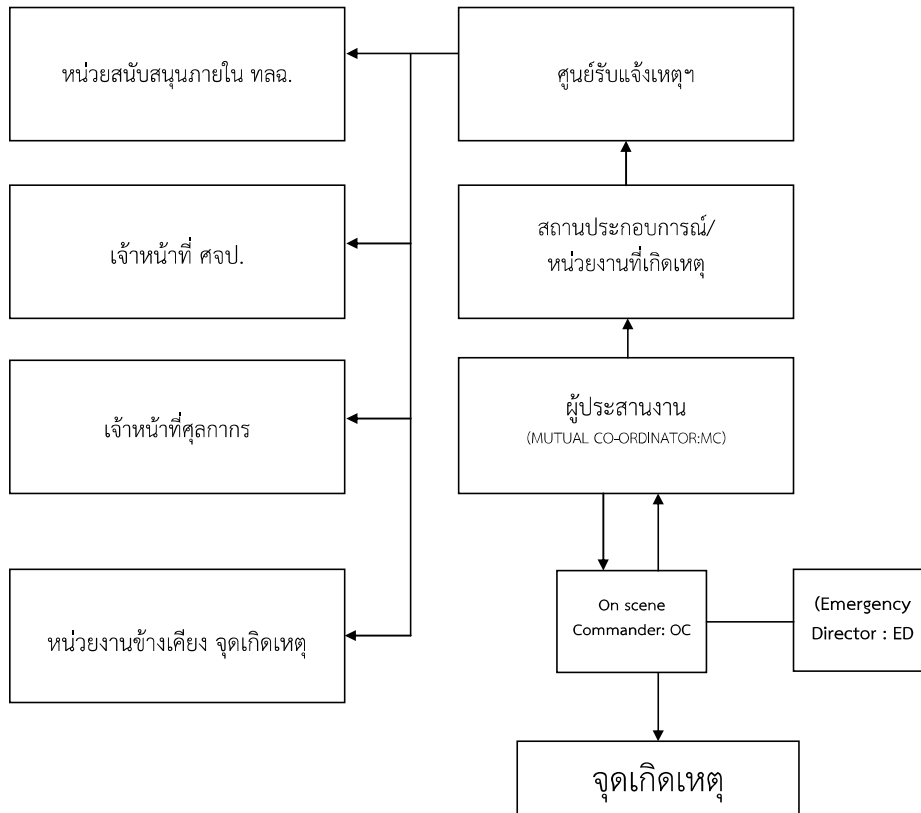 หน่วยสนับสนุนภายใน ทลฉ.
ศูนย์รับแจ้งเหตุฯ
เจ้าหน้าที่ ศจป.
สถานประกอบการณ์/
หน่วยงานที่เกิดเหตุ
เจ้าหน้าที่ศุลกากร
ผู้ประสานงาน
(MUTUAL CO-ORDINATOR:MC)
หน่วยงานข้างเคียง จุดเกิดเหตุ
On scene
Commander: OC
(Emergency
Director : ED
จุดเกิดเหตุ